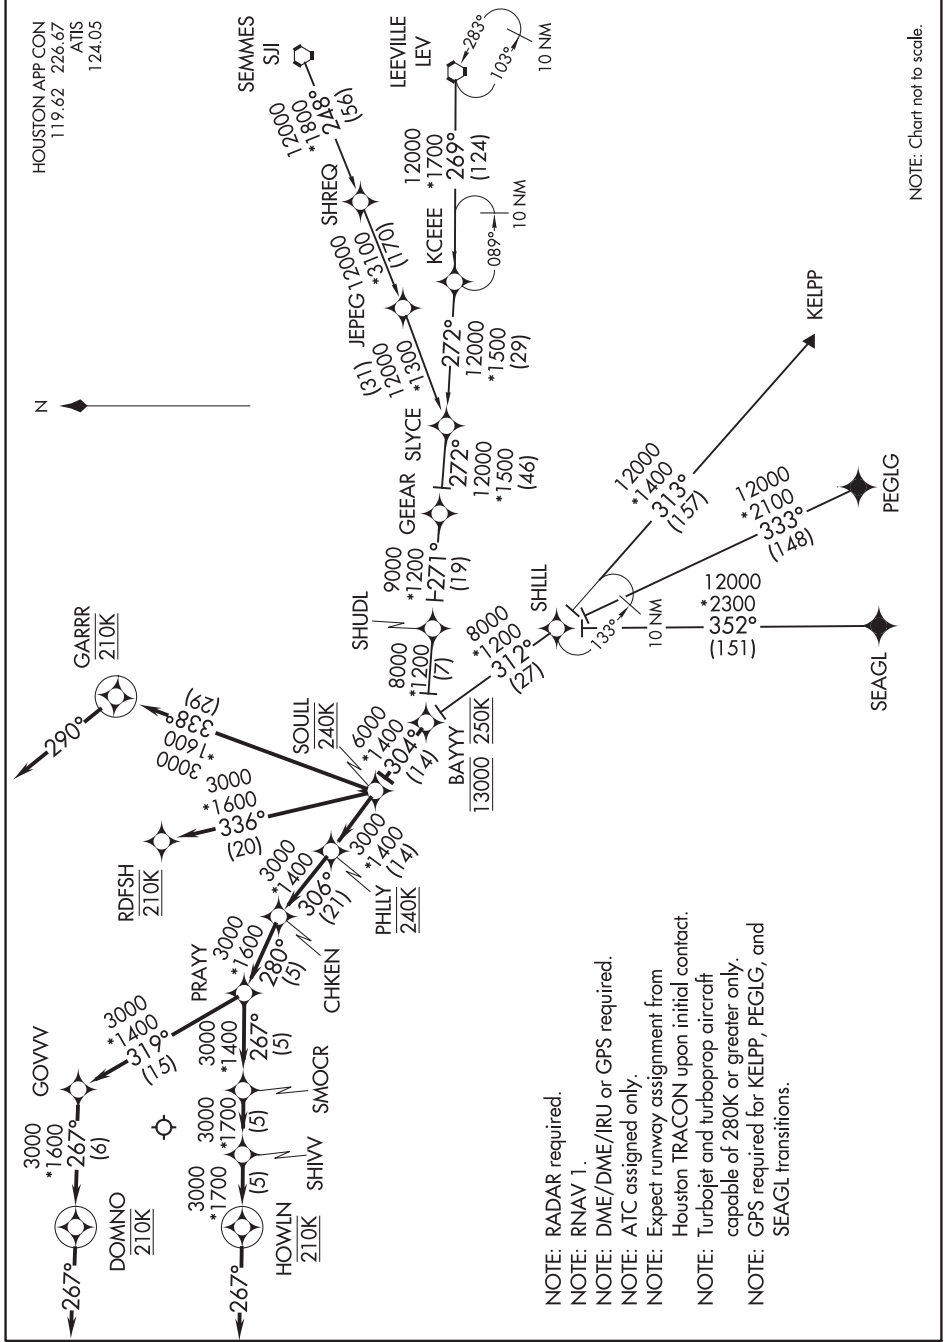 HOUSTON APP CON
119.62 226.67
ATIS
124.05
N
SEMMES
SJI
12000
*1800
248°
(56)
SHREQ
12000
*3100
(170)
JEPEG
(31)
12000
*1300
LEEVILLE
LEV
283°
103°
10 NM
12000
*1700
269°
(124)
KCEEE
089°
10 NM
272°
12000
*1500
(29)
SLYCE
272°
12000
*1500
(46)
GEEAR
9000
*1200
271°
(19)
SHUDL
8000
*1200
(7)
BAYYY
13000 250K
KELPP
12000
*1400
313°
(157)
PEGLG
12000
*2100
333°
(148)
SEAGL
12000
*2300
352°
(151)
SHLLL
133°
10 NM
8000
*1200
312°
(27)
6000
*1400
304°
(14)
SOULL
240K
GARRR
210K
290°
3000
*1600
338°
(29)
RDFSH
210K
3000
*1600
336°
(20)
3000
*1400
(14)
PHLLY
240K
3000
*1400
306°
(21)
CHKEN
3000
*1600
280°
(5)
PRAYY
3000
*1400
319°
(15)
GOVVV
3000
*1600
267°
(6)
DOMNO
210K
267°
3000
*1400
267°
(5)
SMOCR
3000
*1700
(5)
SHIVV
3000
*1700
(5)
HOWLN
210K
267°
NOTE: RADAR required.
NOTE: RNAV 1.
NOTE: DME/DME/IRU or GPS required.
NOTE: ATC assigned only.
NOTE: Expect runway assignment from
Houston TRACON upon initial contact.
NOTE: Turbojet and turboprop aircraft
capable of 280K or greater only.
NOTE: GPS required for KELPP, PEGLG, and
SEAGL transitions.
NOTE: Chart not to scale.